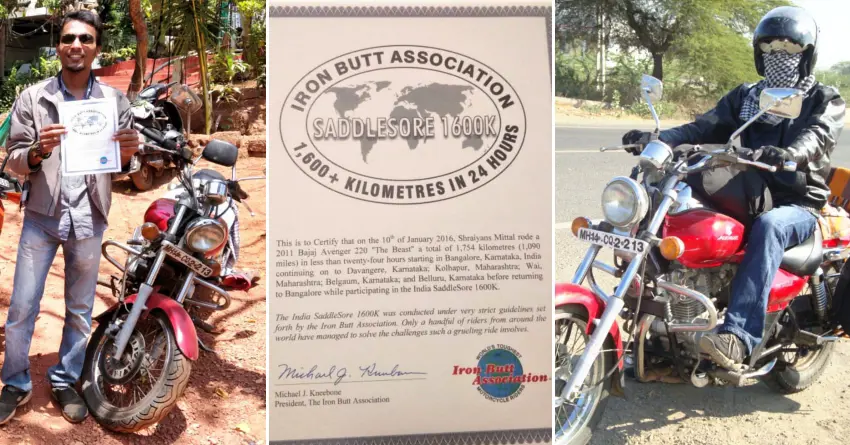 IRON BUTT ASSOCIATION
SADDLESORE 1600K
1,600+ KILOMETRES IN 24 HOURS
This is to Certify that on the 10th of January 2016, Shraiyans Mittal rode a
2011 Bajaj Avenger 220 "The Beast" a total of 1,754 kilometres (1,090
miles) in less than twenty-four hours starting in Bangalore, Karnataka, India
continuing on to Davangere, Karnataka; Kolhapur, Maharashtra; Wai,
Maharashtra; Belgaum, Karnataka; and Belluru, Karnataka before returning
to Bangalore while participating in the India SaddleSore 1600K.
The India SaddleSore 1600K was conducted under very strict guidelines set
forth by the Iron Butt Association. Only a handful of riders from around the
world have managed to solve the challenges such a grueling ride involves.
Michael J. Kneebone
Michael J. Kneebone
President, The Iron Butt Association
WORLD'S TOUGHEST
Iron Butt
Association
MOTORCYCLE RIDERS
MH14 CQ 2213